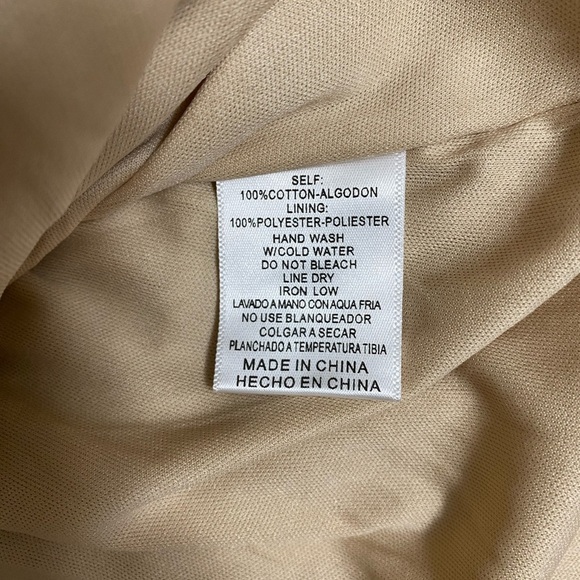 SELF:
100%COTTON-ALGODON
LINING:
100%POLYESTER-POLIESTER
HAND WASH
W/COLD WATER
DO NOT BLEACH
LINE DRY
IRON LOW
LAVADO A MANO CON AQUA FRIA
NO USE BLANQUEADOR
COLGAR A SECAR
PLANCHADO A TEMPERATURA TIBIA
MADE IN CHINA
HECHO EN CHINA